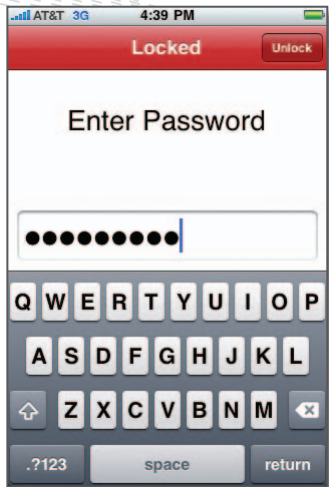 AT&T 3G 4:39 PM
Locked Unlock
Enter Password
●●●●●●●●●
Q W E R T Y U I O P
A S D F G H J K L
Z X C V B N M
.?123 space return